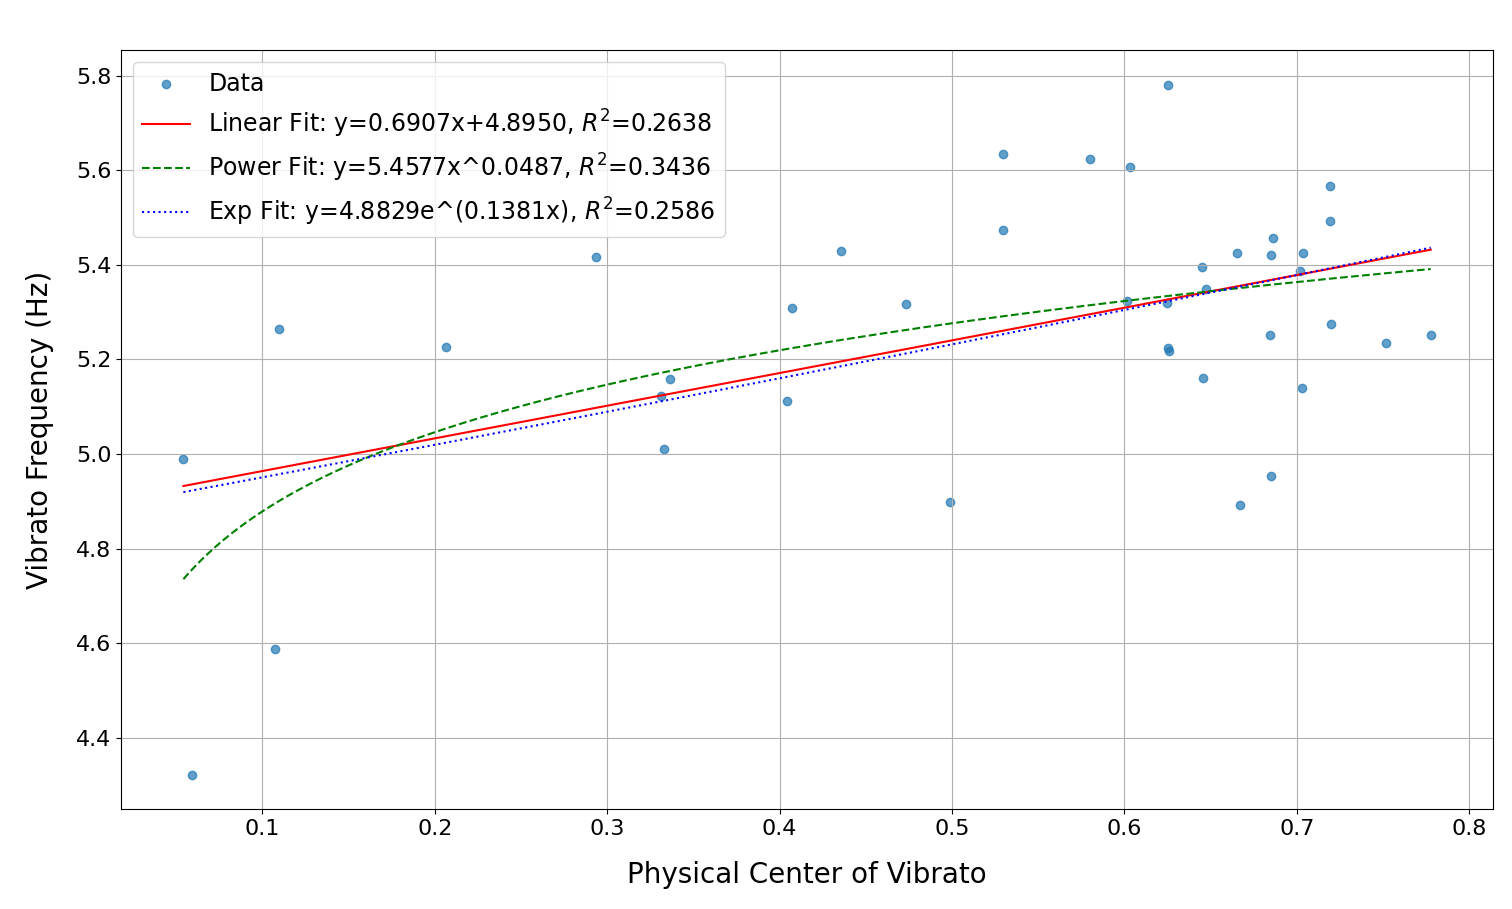 Data
Linear Fit: y=0.6907x+4.8950, R²=0.2638
Power Fit: y=5.4577x^0.0487, R²=0.3436
Exp Fit: y=4.8829e^(0.1381x), R²=0.2586
5.8
5.6
5.4
5.2
5.0
4.8
4.6
4.4
Vibrato Frequency (Hz)
0.1 0.2 0.3 0.4 0.5 0.6 0.7 0.8
Physical Center of Vibrato